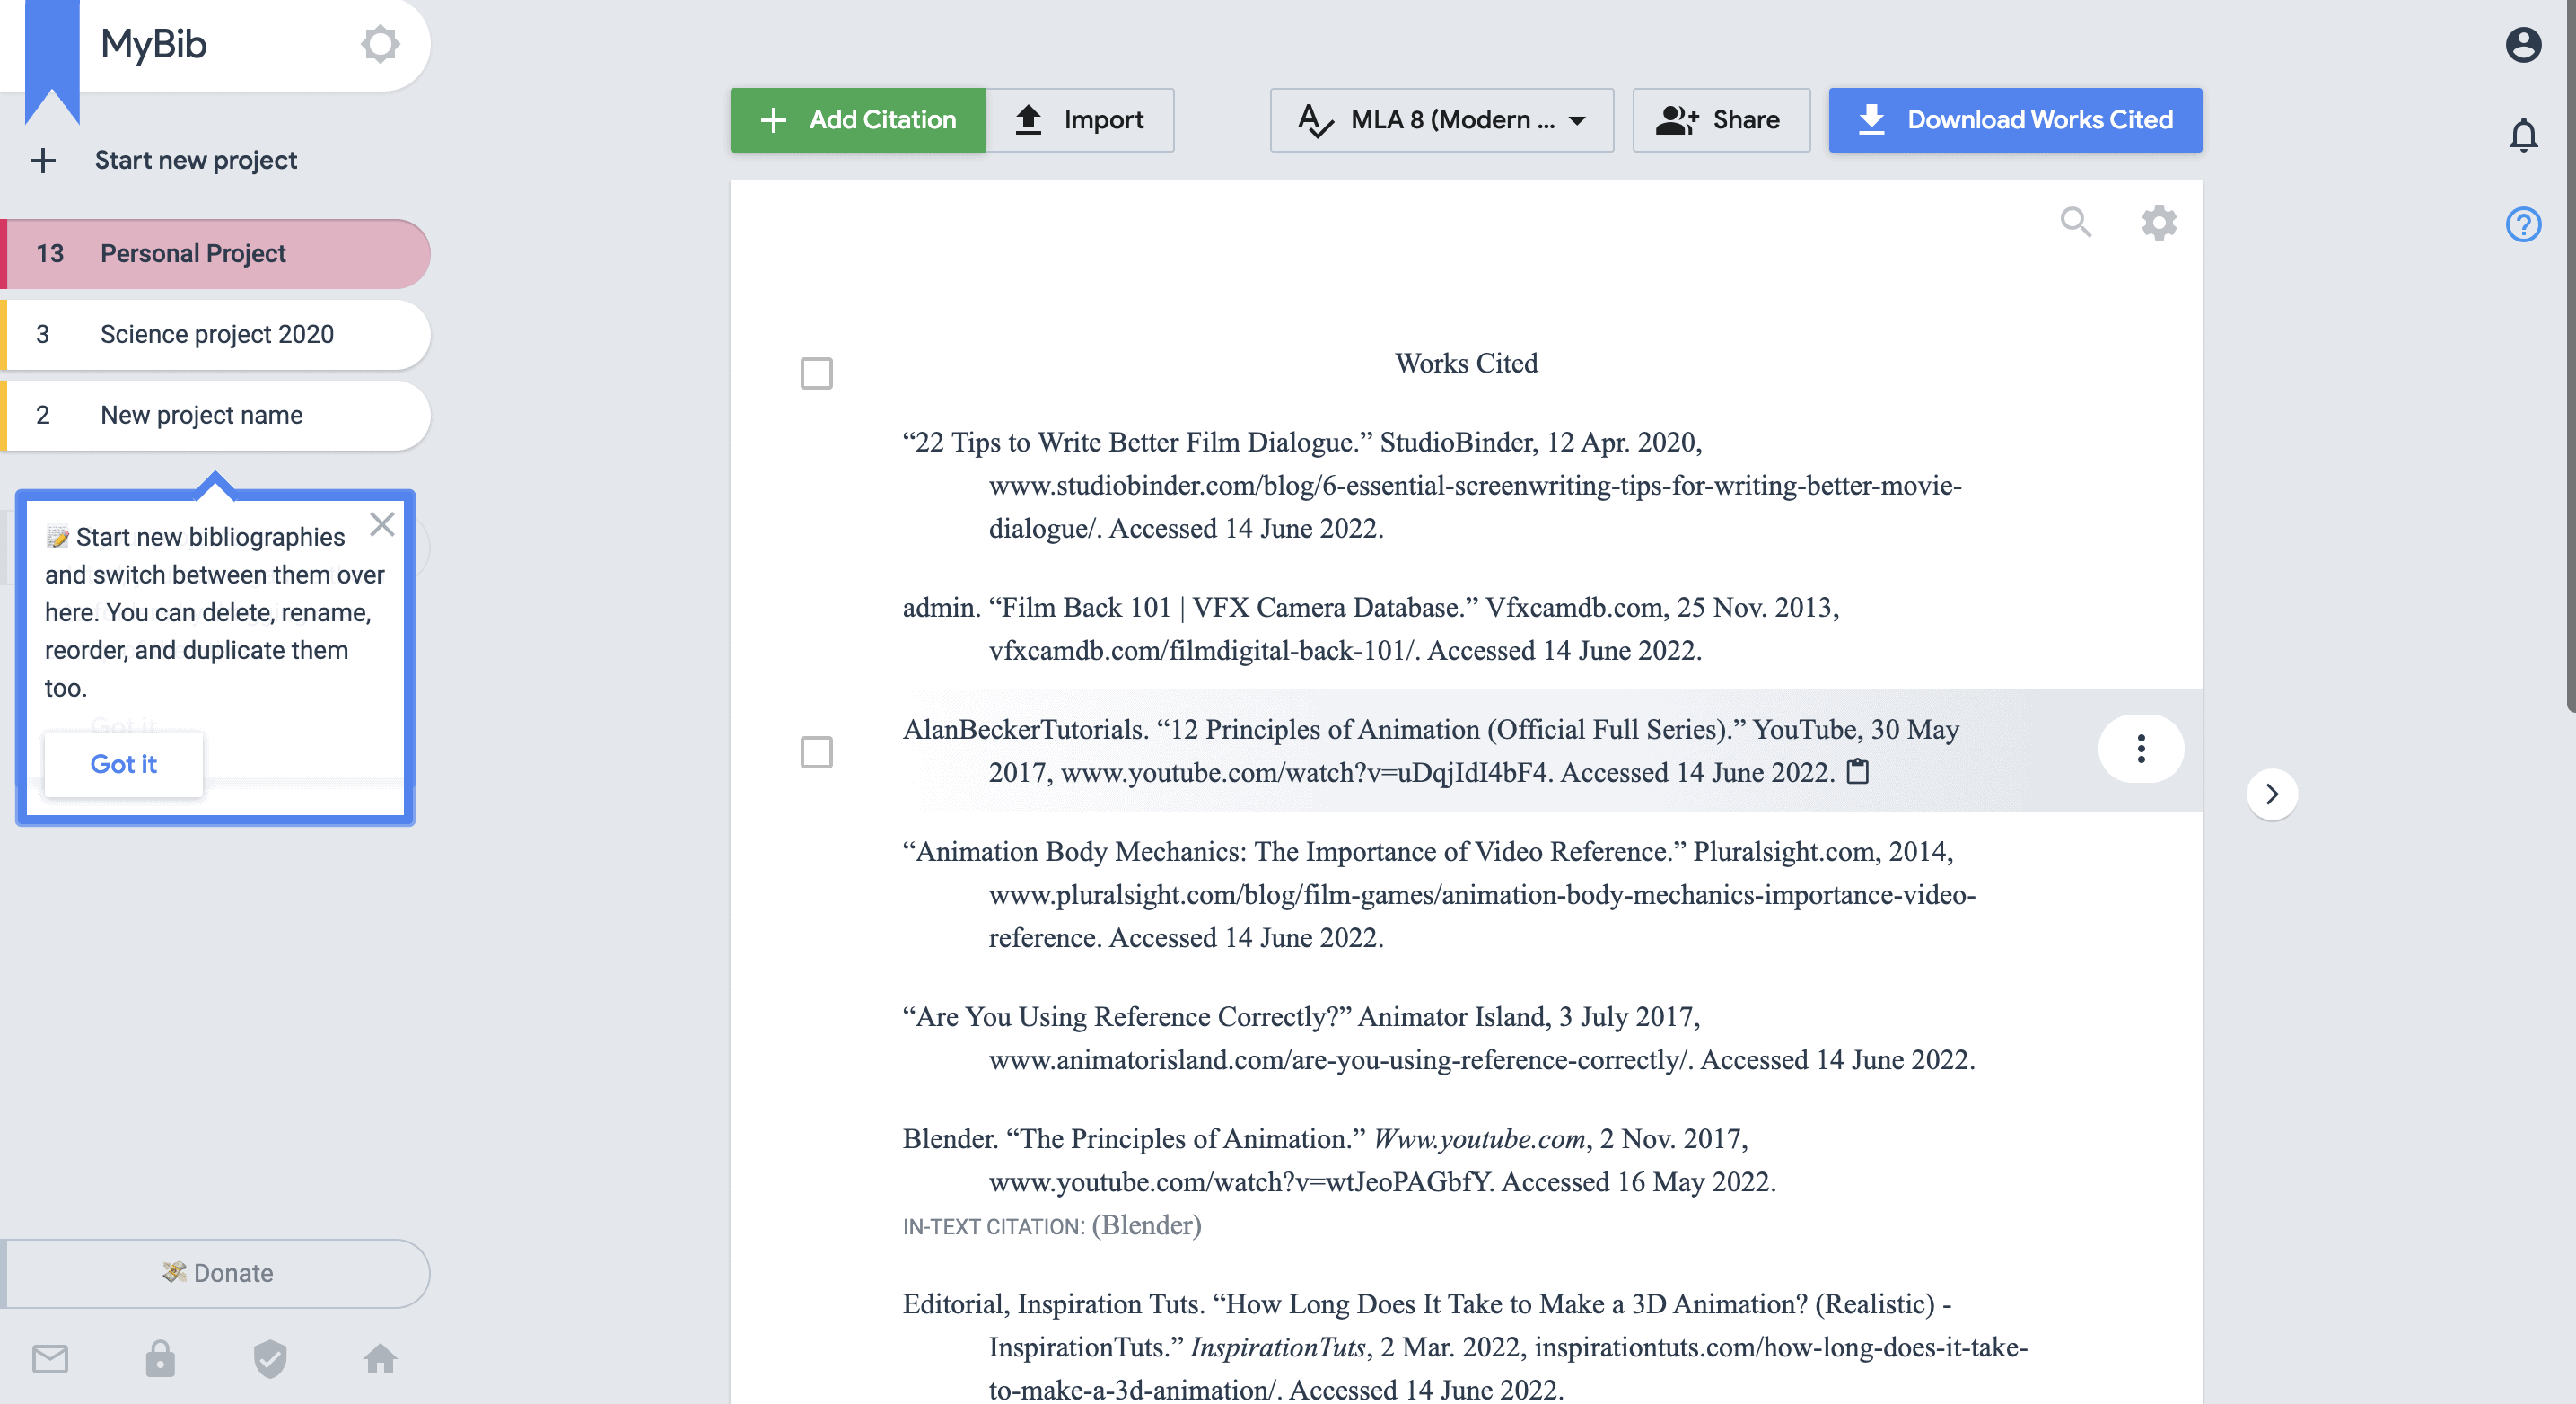 MyBib
Start new project
13 Personal Project
3 Science project 2020
2 New project name
📝 Start new bibliographies
and switch between them over
here. You can delete, rename,
reorder, and duplicate them
too.
Got it
Got it
💸 Donate
Add Citation
Import
MLA 8 (Modern ...
Share
Download Works Cited
Works Cited
“22 Tips to Write Better Film Dialogue.” StudioBinder, 12 Apr. 2020,
www.studiobinder.com/blog/6-essential-screenwriting-tips-for-writing-better-movie-
dialogue/. Accessed 14 June 2022.
admin. “Film Back 101 | VFX Camera Database.” Vfxcamdb.com, 25 Nov. 2013,
vfxcamdb.com/filmdigital-back-101/. Accessed 14 June 2022.
AlanBeckerTutorials. “12 Principles of Animation (Official Full Series).” YouTube, 30 May
2017, www.youtube.com/watch?v=uDqjIdI4bF4. Accessed 14 June 2022.
“Animation Body Mechanics: The Importance of Video Reference.” Pluralsight.com, 2014,
www.pluralsight.com/blog/film-games/animation-body-mechanics-importance-video-
reference. Accessed 14 June 2022.
“Are You Using Reference Correctly?” Animator Island, 3 July 2017,
www.animatorisland.com/are-you-using-reference-correctly/. Accessed 14 June 2022.
Blender. “The Principles of Animation.” Www.youtube.com, 2 Nov. 2017,
www.youtube.com/watch?v=wtJeoPAGbfY. Accessed 16 May 2022.
IN-TEXT CITATION: (Blender)
Editorial, Inspiration Tuts. “How Long Does It Take to Make a 3D Animation? (Realistic) -
InspirationTuts.” InspirationTuts, 2 Mar. 2022, inspirationtuts.com/how-long-does-it-take-
to-make-a-3d-animation/. Accessed 14 June 2022.